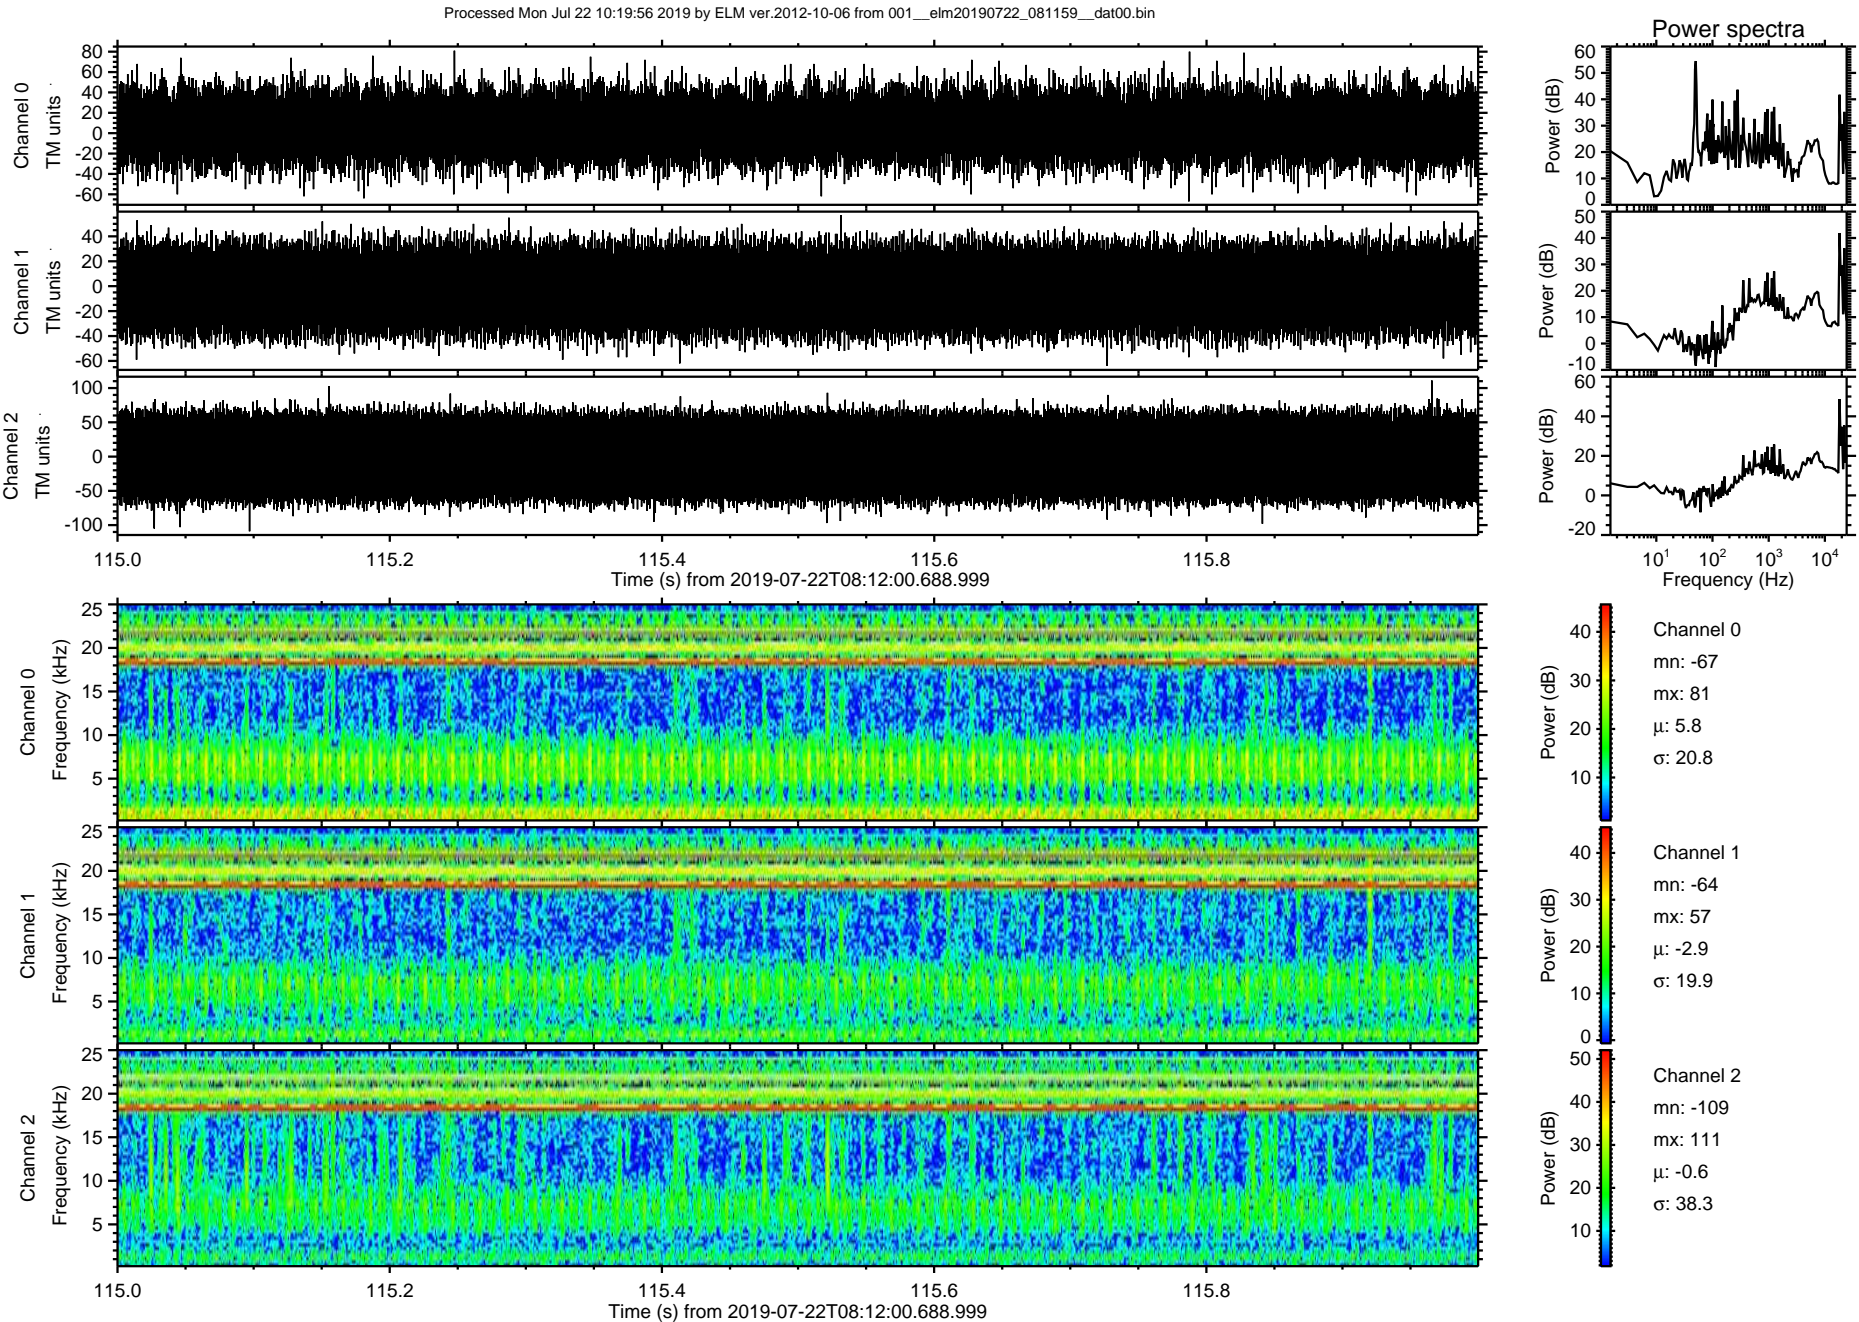 Processed Mon Jul 22 10:19:56 2019 by ELM ver.2012-10-06 from 001__elm20190722_081159__dat00.bin
Power spectra
Channel 0
TM units
80
60
40
20
0
-20
-40
-60
Power (dB)
60
50
40
30
20
10
0
Channel 1
TM units
40
20
0
-20
-40
-60
Power (dB)
50
40
30
20
10
0
-10
Channel 2
TM units
100
50
0
-50
-100
Power (dB)
60
40
20
0
-20
115.0 115.2 115.4 115.6 115.8
Time (s) from 2019-07-22T08:12:00.688.999
10^1 10^2 10^3 10^4
Frequency (Hz)
Channel 0
Frequency (kHz)
25
20
15
10
5
Power (dB)
40
30
20
10
Channel 0
mn: -67
mx: 81
µ: 5.8
σ: 20.8
Channel 1
Frequency (kHz)
25
20
15
10
5
Power (dB)
40
30
20
10
0
Channel 1
mn: -64
mx: 57
µ: -2.9
σ: 19.9
Channel 2
Frequency (kHz)
25
20
15
10
5
Power (dB)
50
40
30
20
10
Channel 2
mn: -109
mx: 111
µ: -0.6
σ: 38.3
115.0 115.2 115.4 115.6 115.8
Time (s) from 2019-07-22T08:12:00.688.999